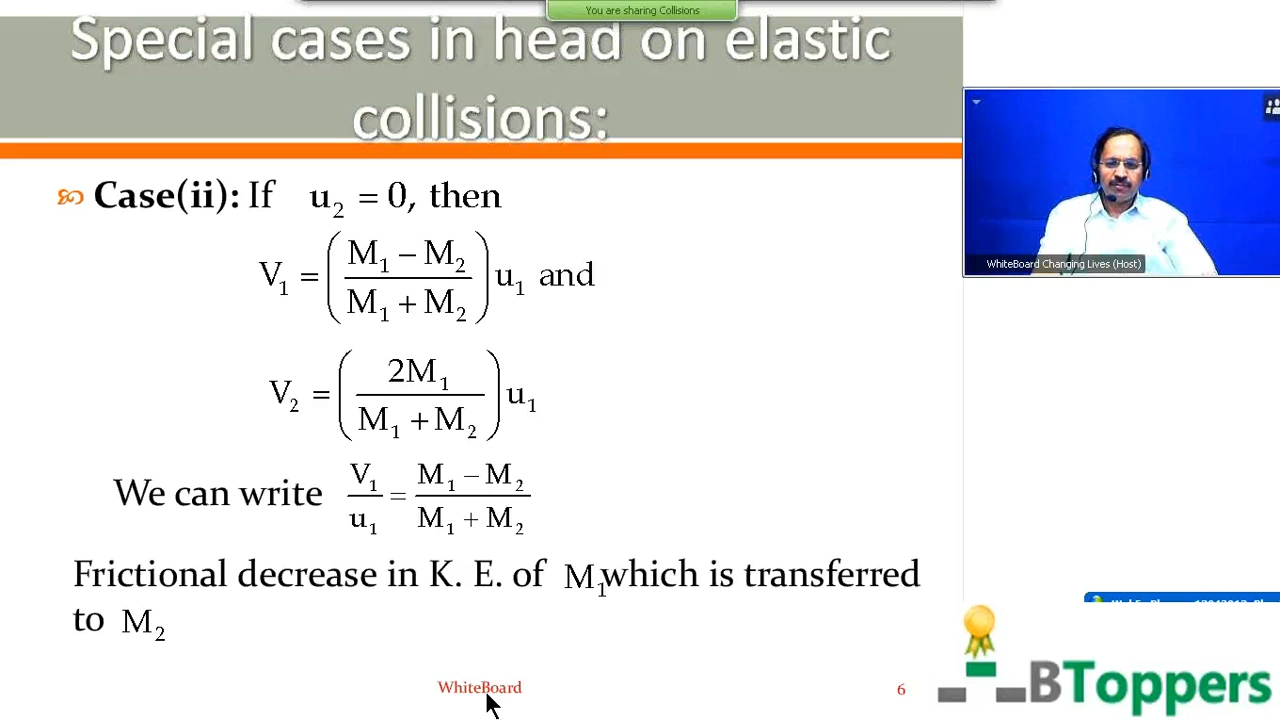 You are sharing Collisions
Special cases in head on elastic
collisions:
Case(ii): If u₂ = 0, then
V₁ = ( (M₁ − M₂) / (M₁ + M₂) ) u₁ and
V₂ = ( 2M₁ / (M₁ + M₂) ) u₁
We can write V₁ / u₁ = (M₁ − M₂) / (M₁ + M₂)
Frictional decrease in K. E. of M₁ which is transferred
to M₂
WhiteBoard
6
WhiteBoard Changing Lives (Host)
BToppers